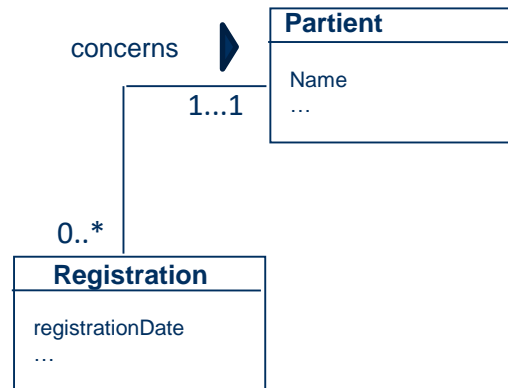 Partient
concerns
Name
…
1...1
0..*
Registration
registrationDate
…